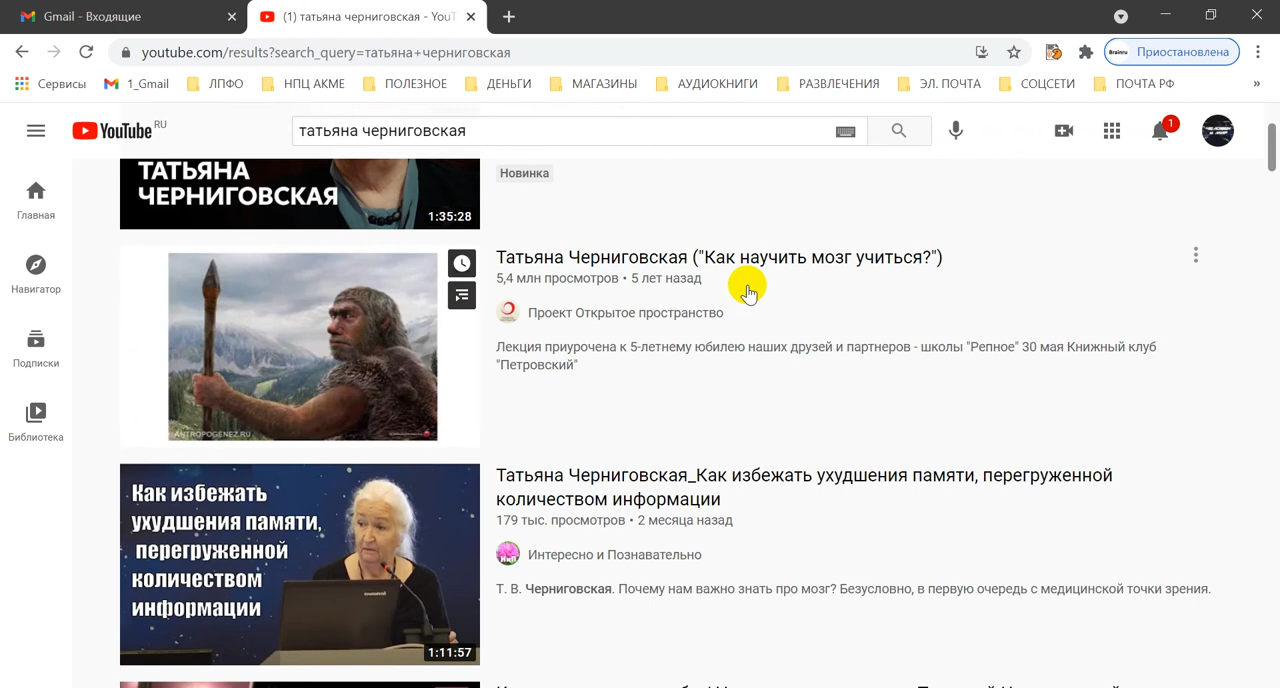 Gmail - Входящие
(1) татьяна черниговская - YouT
youtube.com/results?search_query=татьяна+черниговская
Brainru Приостановлена
Сервисы 1_Gmail ЛПФО НПЦ АКМЕ ПОЛЕЗНОЕ ДЕНЬГИ МАГАЗИНЫ АУДИОКНИГИ РАЗВЛЕЧЕНИЯ ЭЛ. ПОЧТА СОЦСЕТИ ПОЧТА РФ »
YouTube RU
татьяна черниговская
1
Главная
Навигатор
Подписки
Библиотека
ТАТЬЯНА
ЧЕРНИГОВСКАЯ
1:35:28
Новинка
ANTROPOGENEZ.RU
Татьяна Черниговская ("Как научить мозг учиться?")
5,4 млн просмотров • 5 лет назад
Проект Открытое пространство
Лекция приурочена к 5-летнему юбилею наших друзей и партнеров - школы "Репное" 30 мая Книжный клуб
"Петровский"
Как избежать
ухудшения памяти,
перегруженной
количеством
информации
1:11:57
Татьяна Черниговская_Как избежать ухудшения памяти, перегруженной
количеством информации
179 тыс. просмотров • 2 месяца назад
Интересно и Познавательно
Т. В. Черниговская. Почему нам важно знать про мозг? Безусловно, в первую очередь с медицинской точки зрения.